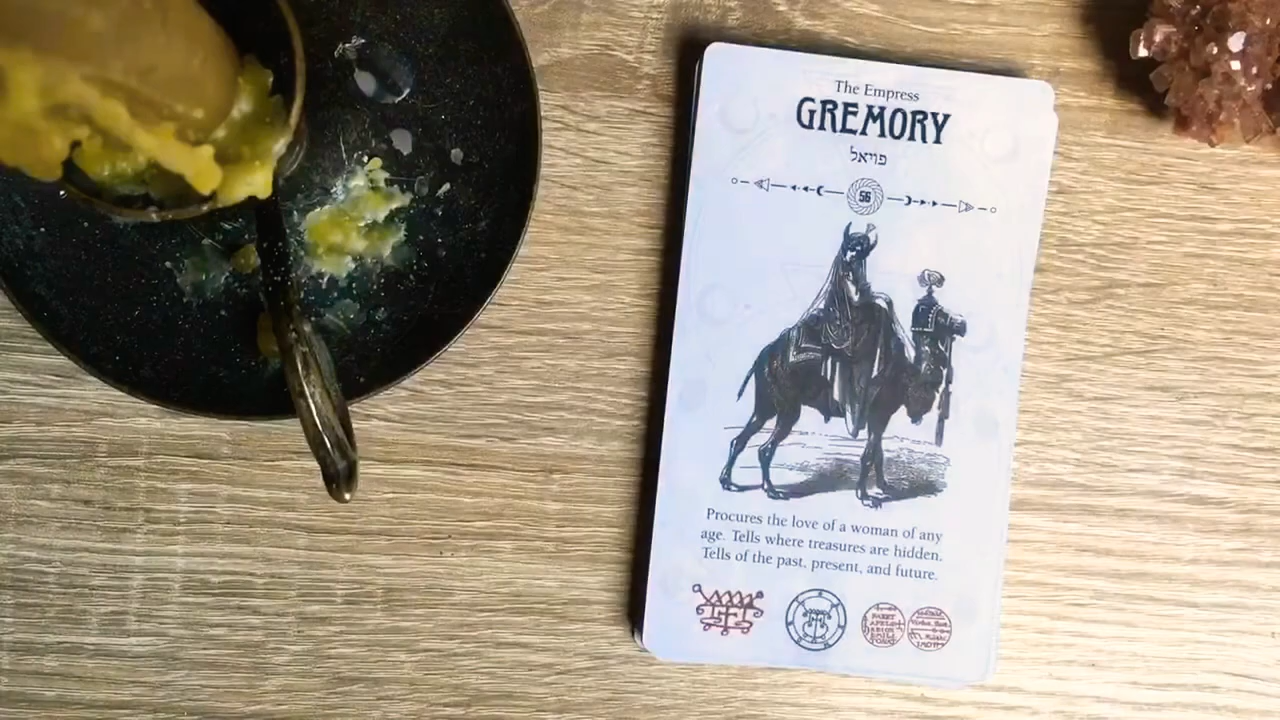 The Empress
GREMORY
פויאל
56
Procures the love of a woman of any
age. Tells where treasures are hidden.
Tells of the past, present, and future.